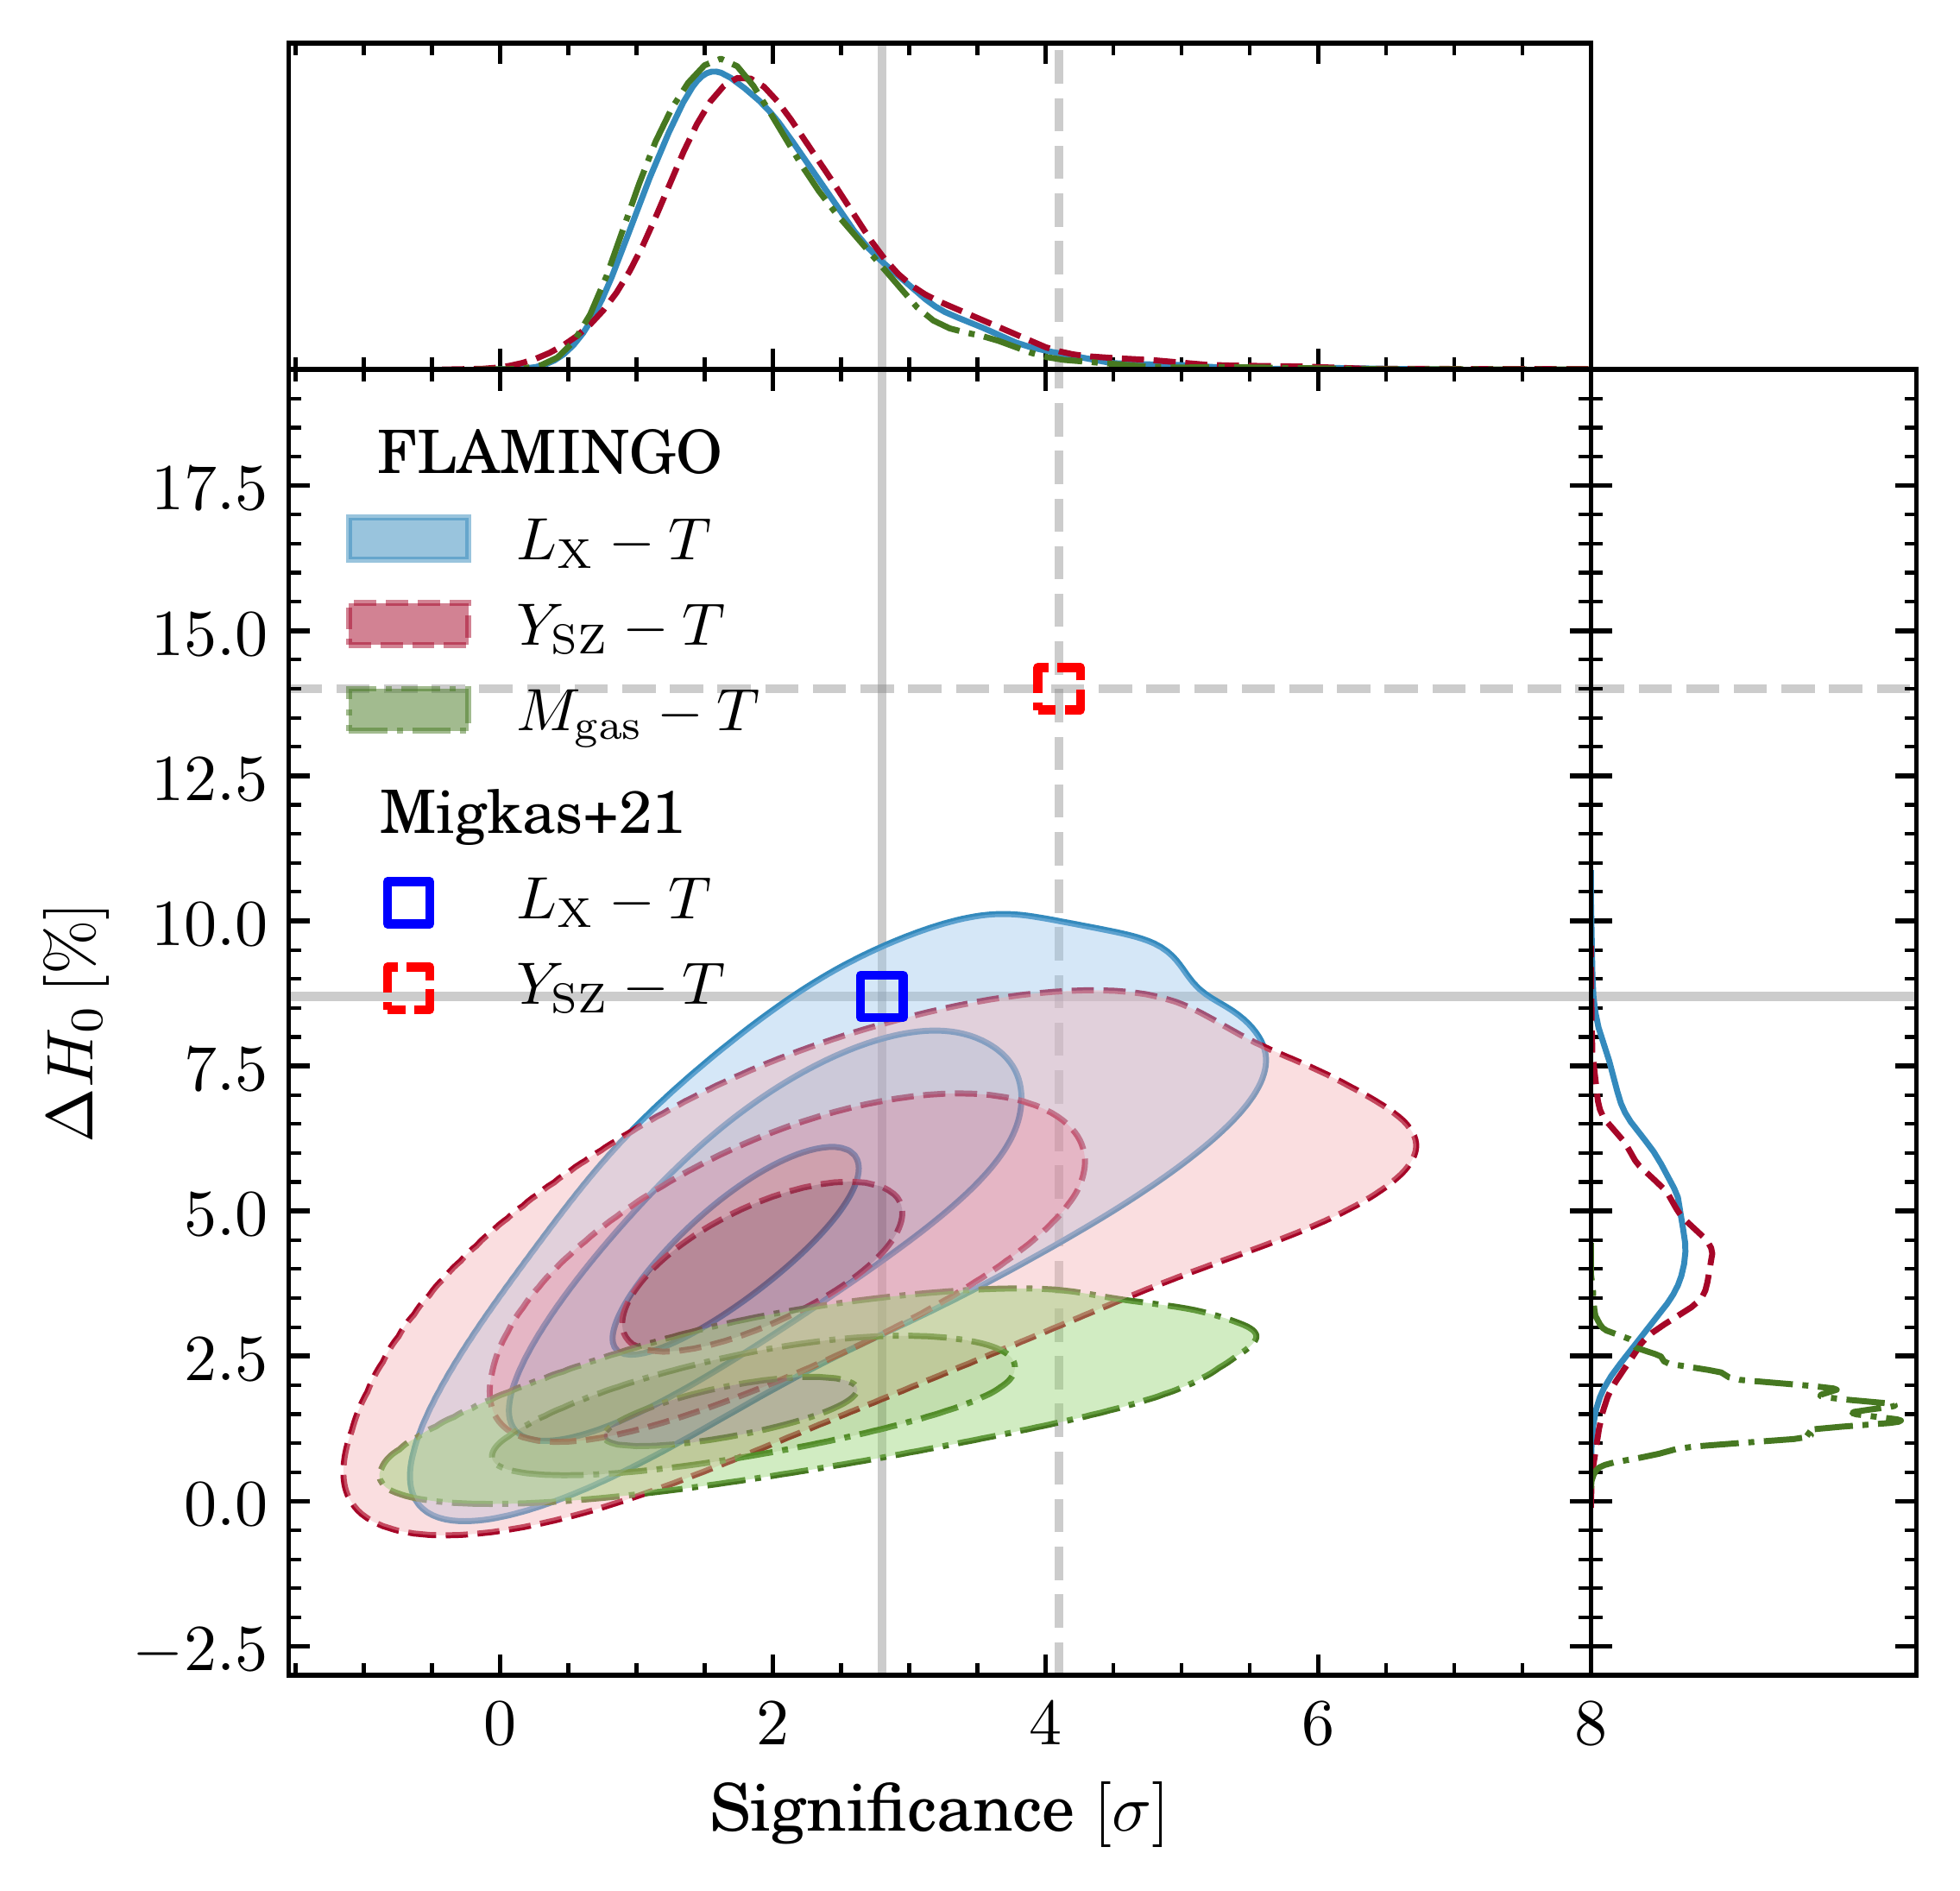 FLAMINGO
L_X − T
Y_SZ − T
M_gas − T
Migkas+21
L_X − T
Y_SZ − T
17.5
15.0
12.5
10.0
7.5
5.0
2.5
0.0
−2.5
ΔH_0 [%]
0 2 4 6 8
Significance [σ]